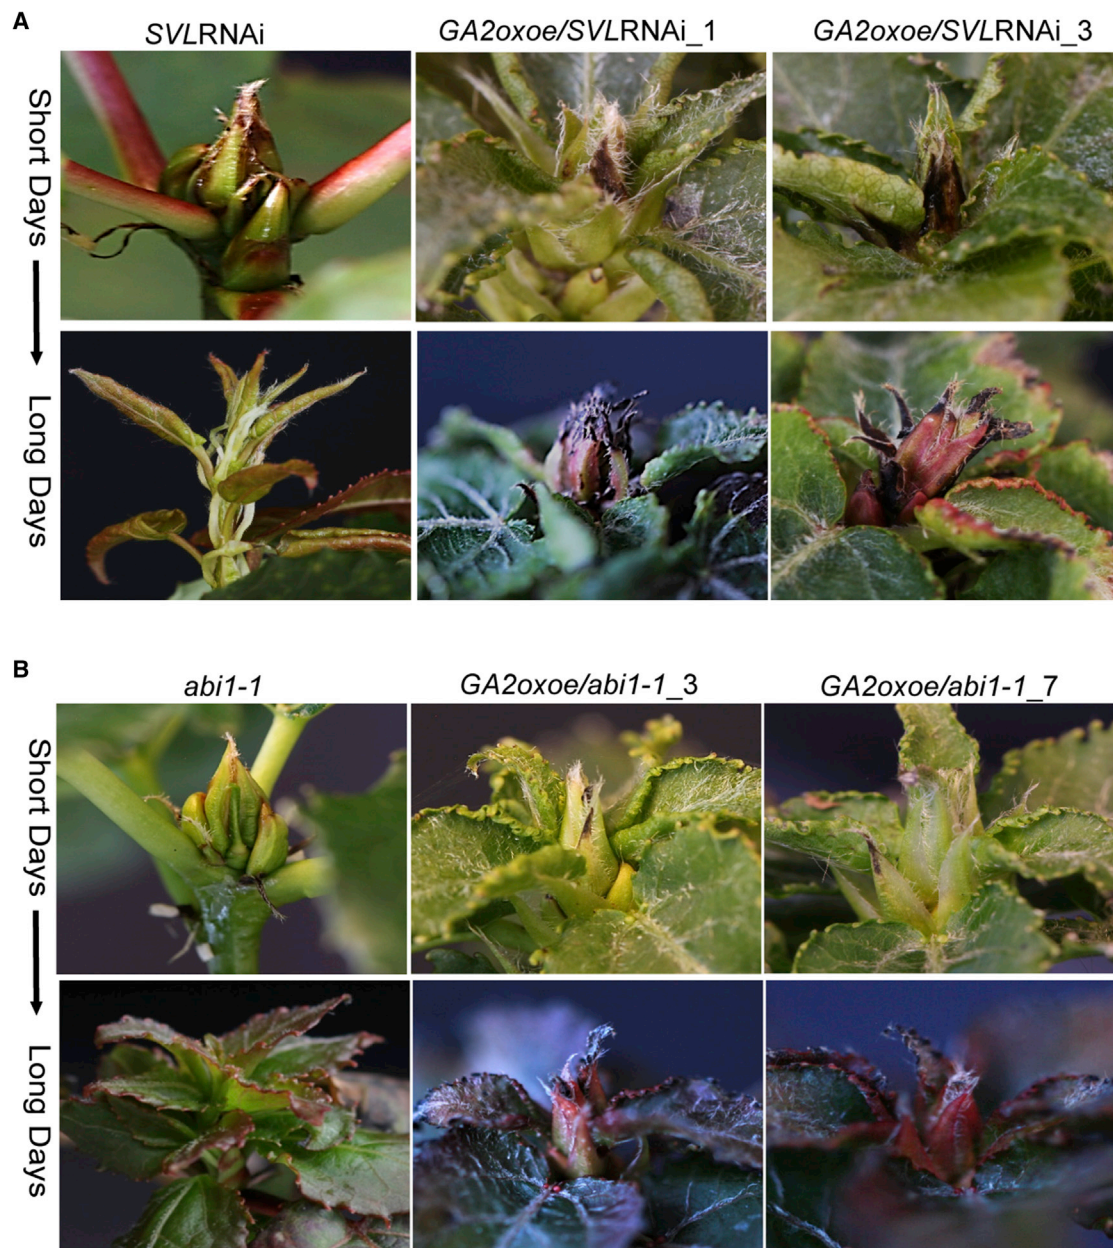 A
SVLRNAi
GA2oxoe/SVLRNAi_1
GA2oxoe/SVLRNAi_3
Short Days
Long Days
B
abi1-1
GA2oxoe/abi1-1_3
GA2oxoe/abi1-1_7
Short Days
Long Days